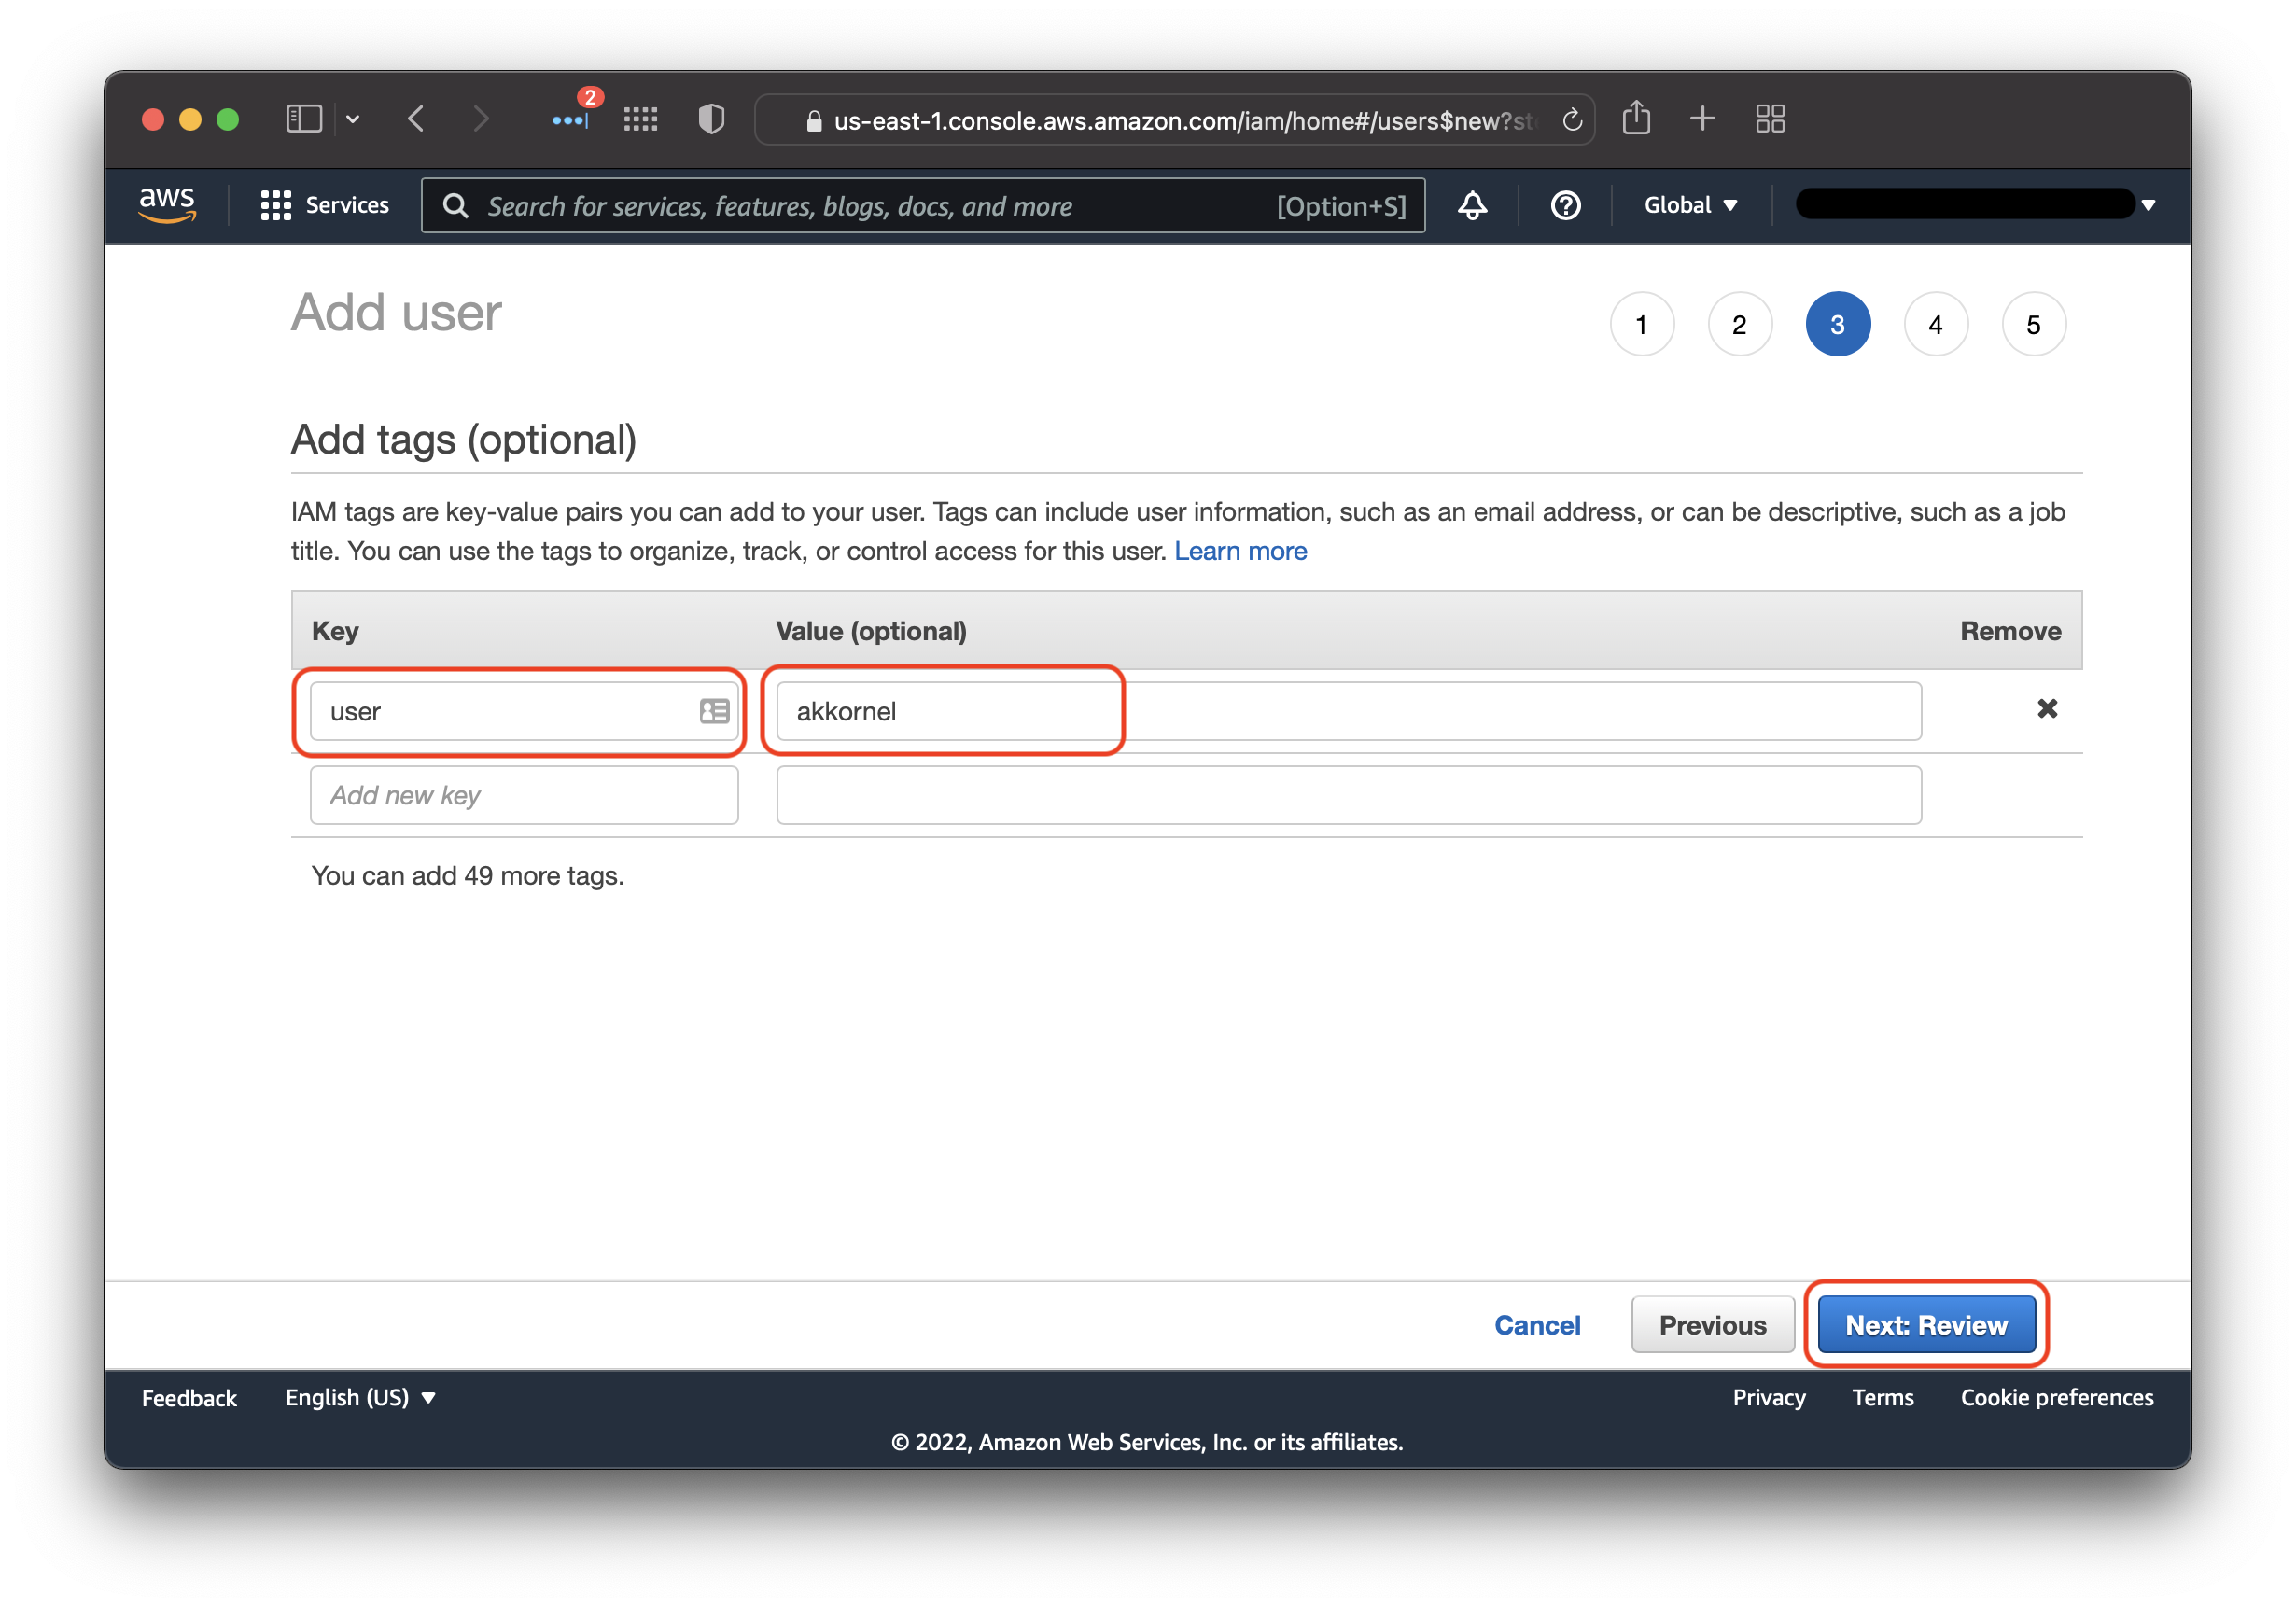 2
us-east-1.console.aws.amazon.com/iam/home#/users$new?st
aws
Services
Search for services, features, blogs, docs, and more
[Option+S]
Global
Add user
1 2 3 4 5
Add tags (optional)
IAM tags are key-value pairs you can add to your user. Tags can include user information, such as an email address, or can be descriptive, such as a job
title. You can use the tags to organize, track, or control access for this user. Learn more
Key Value (optional) Remove
user akkornel
Add new key
You can add 49 more tags.
Cancel Previous Next: Review
Feedback English (US) Privacy Terms Cookie preferences
© 2022, Amazon Web Services, Inc. or its affiliates.